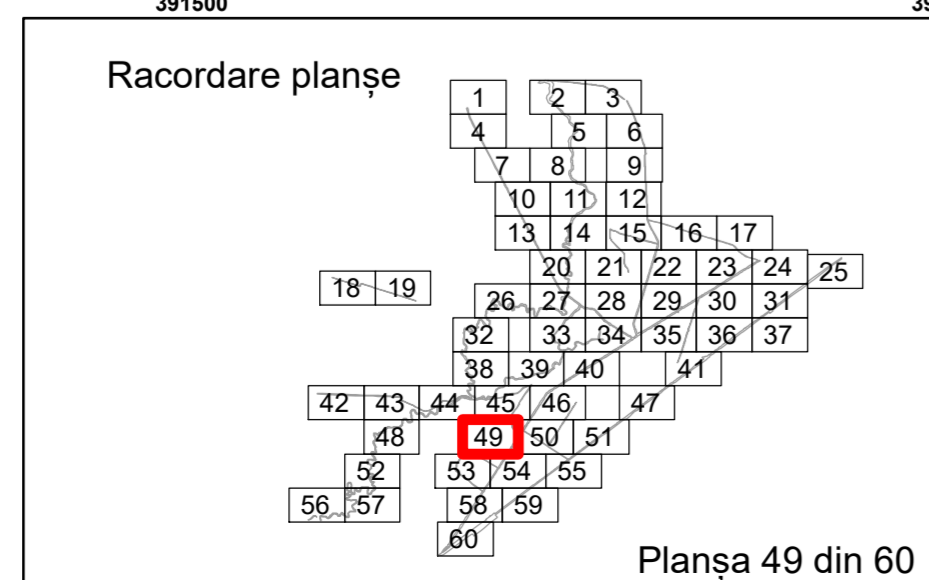 391500 39
Racordare planșe
1 2 3
4 5 6
7 8 9
10 11 12
13 14 15 16 17
20 21 22 23 24 25
18 19
26 27 28 29 30 31
32 33 34 35 36 37
38 39 40 41
42 43 44 45 46 47
48 49 50 51
52 53 54 55
56 57 58 59
60
Planșa 49 din 60